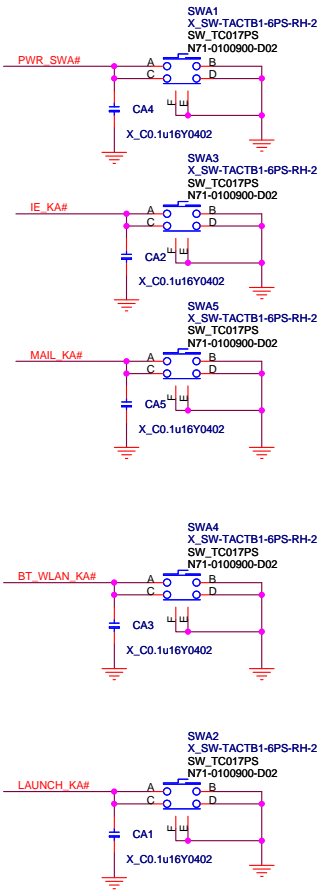 SWA1
X_SW-TACTB1-6PS-RH-2
SW_TC017PS
N71-0100900-D02
PWR_SWA#
A B
C D
F E
CA4
X_C0.1u16Y0402
SWA3
X_SW-TACTB1-6PS-RH-2
SW_TC017PS
N71-0100900-D02
IE_KA#
A B
C D
F E
CA2
X_C0.1u16Y0402
SWA5
X_SW-TACTB1-6PS-RH-2
SW_TC017PS
N71-0100900-D02
MAIL_KA#
A B
C D
F E
CA5
X_C0.1u16Y0402
SWA4
X_SW-TACTB1-6PS-RH-2
SW_TC017PS
N71-0100900-D02
BT_WLAN_KA#
A B
C D
F E
CA3
X_C0.1u16Y0402
SWA2
X_SW-TACTB1-6PS-RH-2
SW_TC017PS
N71-0100900-D02
LAUNCH_KA#
A B
C D
F E
CA1
X_C0.1u16Y0402